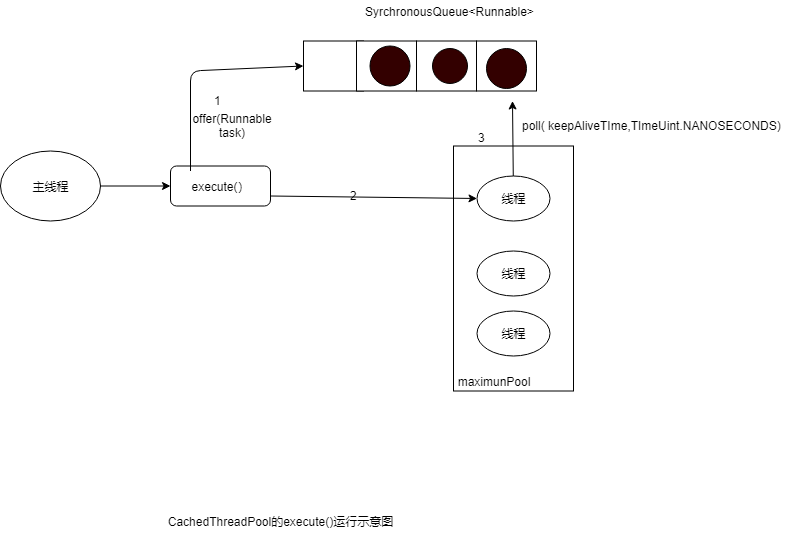 SyrchronousQueue<Runnable>
1
offer(Runnable
task)
poll( keepAliveTIme,TImeUint.NANOSECONDS)
3
主线程
execute()
2
线程
线程
线程
maximunPool
CachedThreadPool的execute()运行示意图